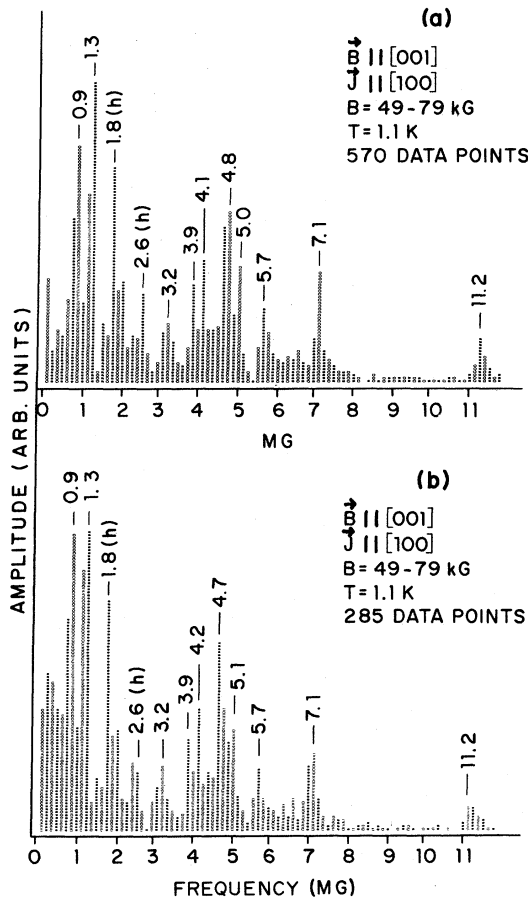 (a)
B || [001]
J || [100]
B = 49-79 kG
T = 1.1 K
570 DATA POINTS
0.9
1.3
1.8 (h)
2.6 (h)
3.2
3.9
4.1
4.8
5.0
5.7
7.1
11.2
0 1 2 3 4 5 6 7 8 9 10 11
MG
AMPLITUDE (ARB. UNITS)
(b)
B || [001]
J || [100]
B = 49-79 kG
T = 1.1 K
285 DATA POINTS
0.9
1.3
1.8 (h)
2.6 (h)
3.2
3.9
4.2
4.7
5.1
5.7
7.1
11.2
0 1 2 3 4 5 6 7 8 9 10 11
FREQUENCY (MG)